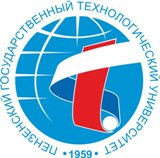 ПЕНЗЕНСКИЙ ГОСУДАРСТВЕННЫЙ ТЕХНОЛОГИЧЕСКИЙ УНИВЕРСИТЕТ
• 1959 •